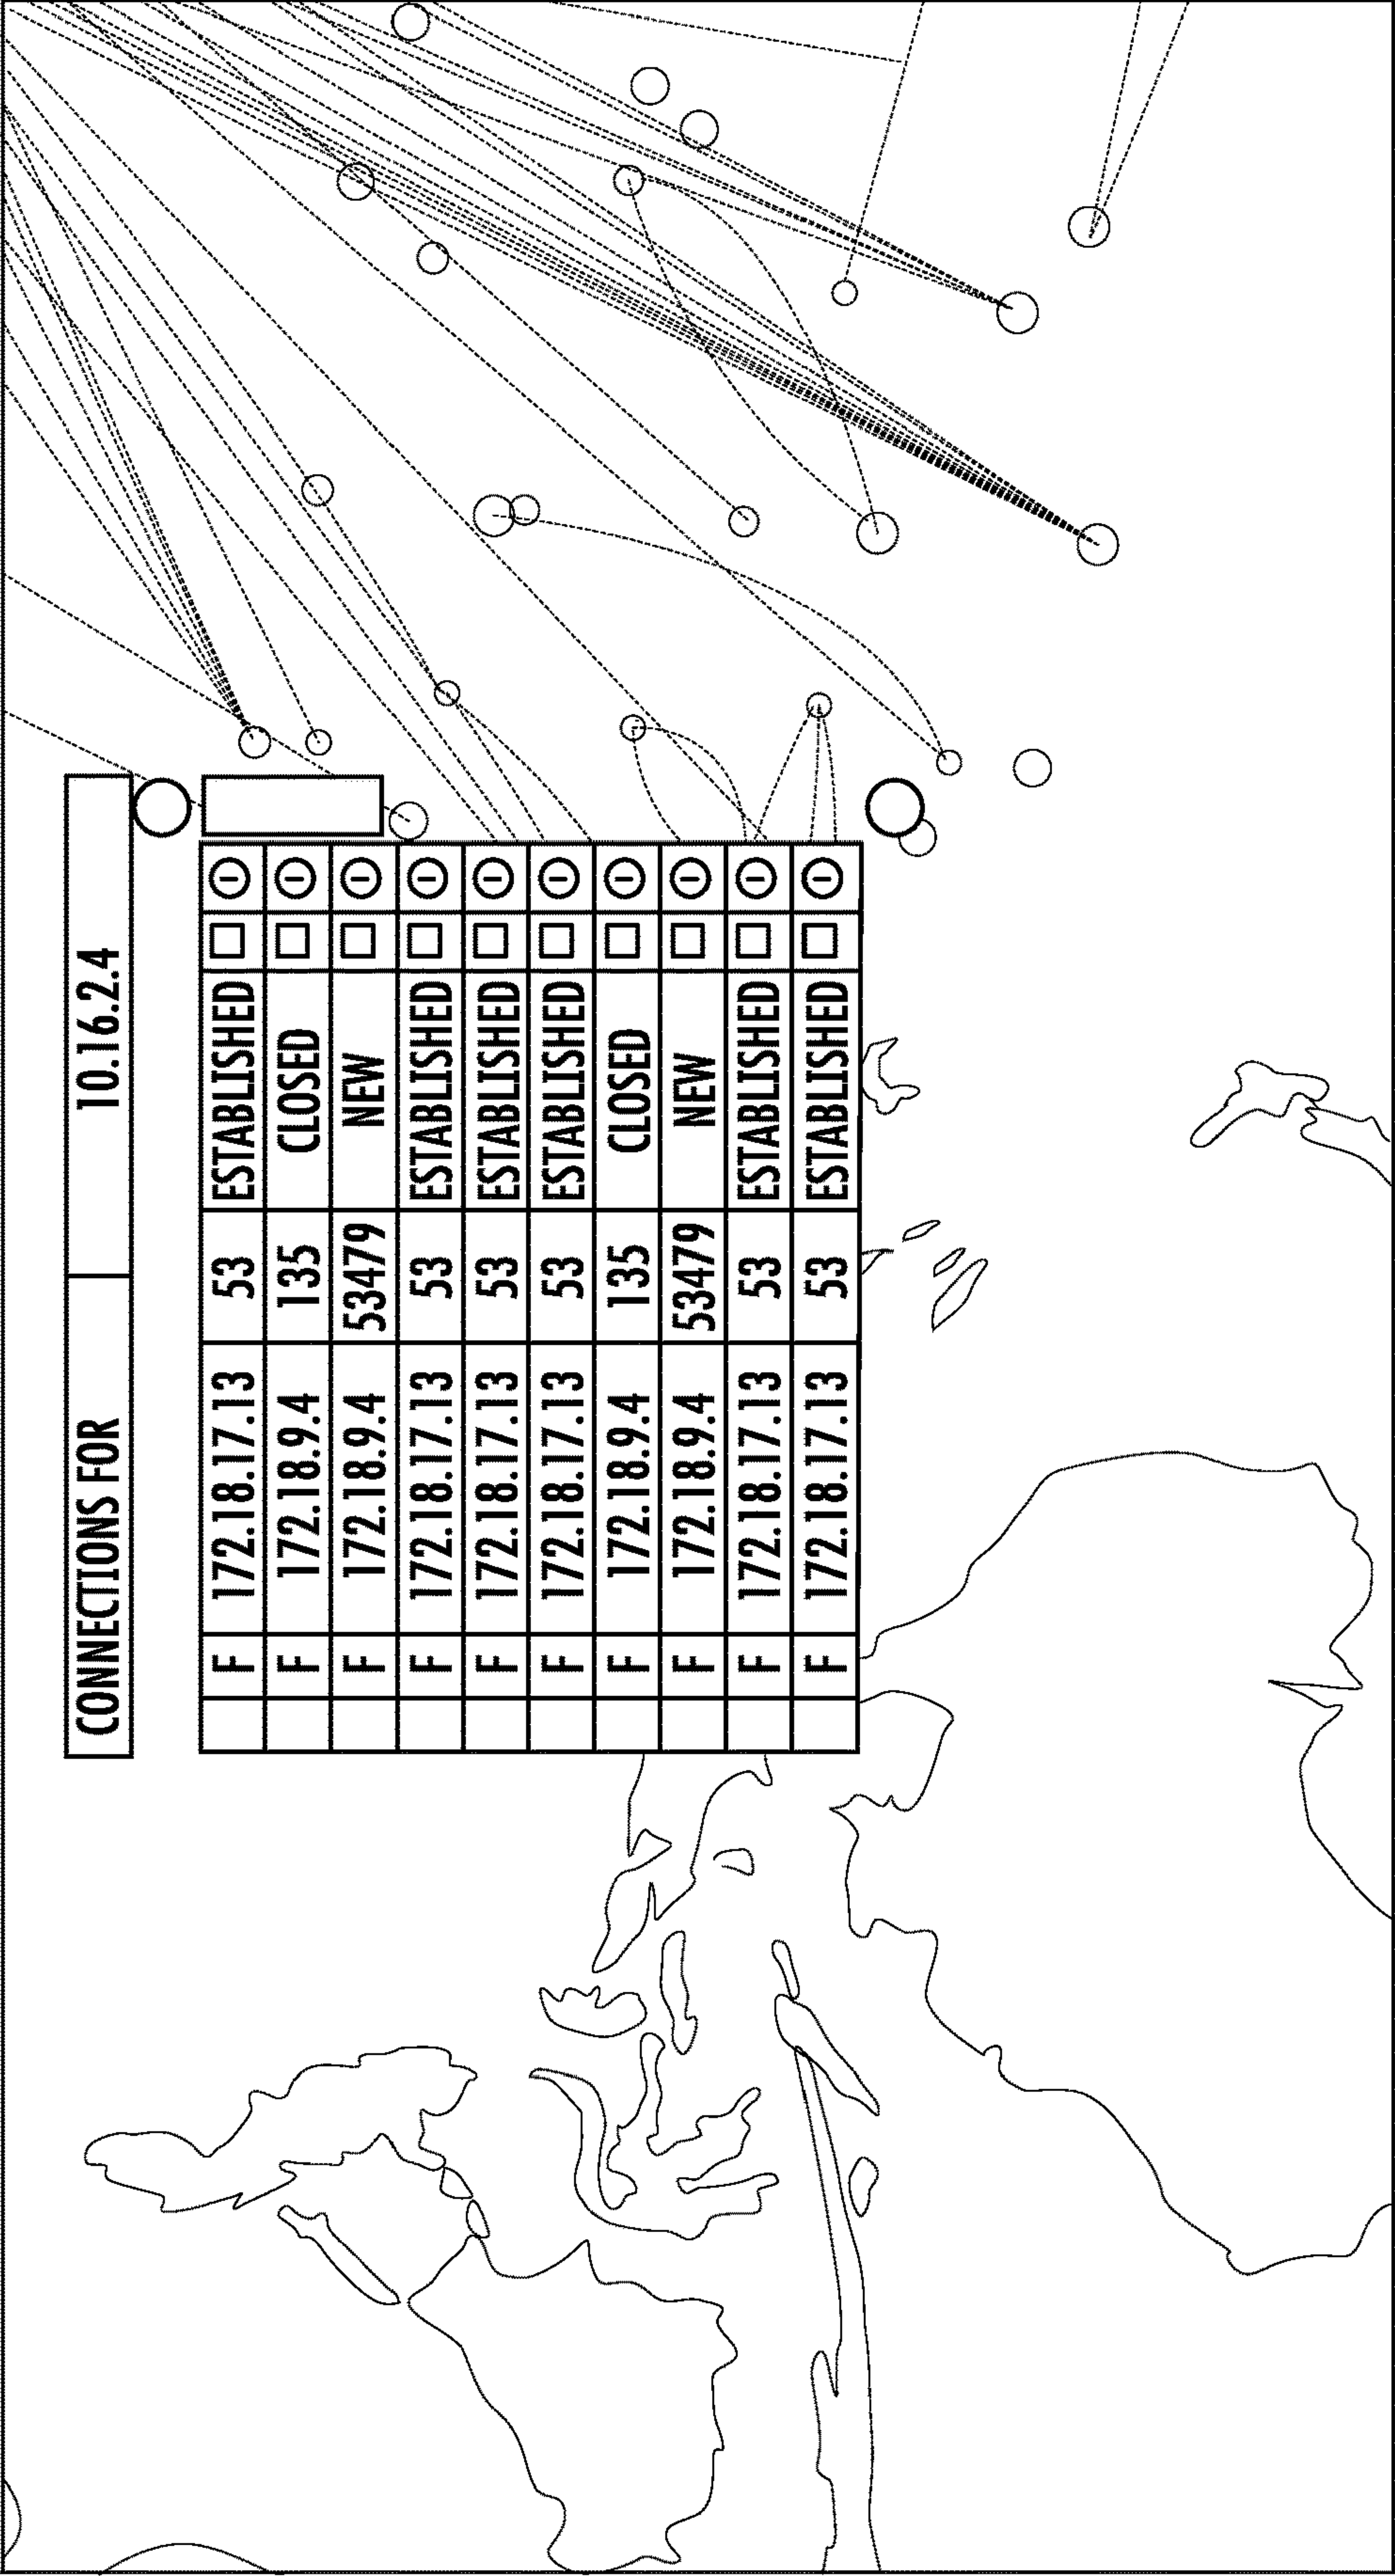 CONNECTIONS FOR 10.16.2.4
F 172.18.17.13 53 ESTABLISHED
F 172.18.9.4 135 CLOSED
F 172.18.9.4 53479 NEW
F 172.18.17.13 53 ESTABLISHED
F 172.18.17.13 53 ESTABLISHED
F 172.18.17.13 53 ESTABLISHED
F 172.18.9.4 135 CLOSED
F 172.18.9.4 53479 NEW
F 172.18.17.13 53 ESTABLISHED
F 172.18.17.13 53 ESTABLISHED